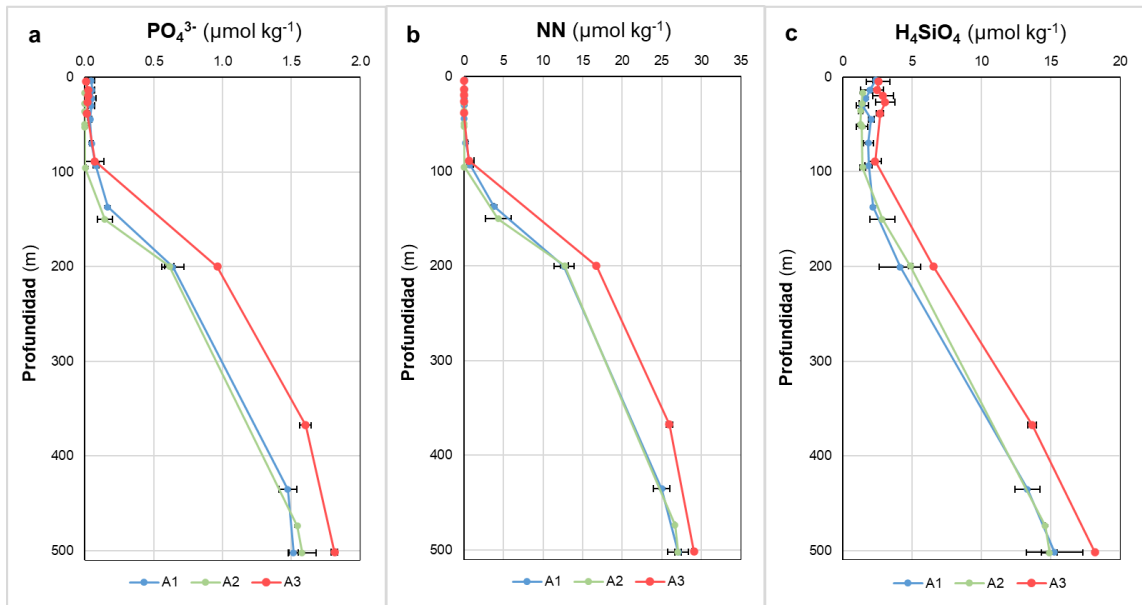 a PO₄³⁻ (µmol kg⁻¹)
0.0 0.5 1.0 1.5 2.0
0
100
200
300
400
500
Profundidad (m)
A1 A2 A3
b NN (µmol kg⁻¹)
0 5 10 15 20 25 30 35
0
100
200
300
400
500
Profundidad (m)
A1 A2 A3
c H₄SiO₄ (µmol kg⁻¹)
0 5 10 15 20
0
100
200
300
400
500
Profundidad (m)
A1 A2 A3